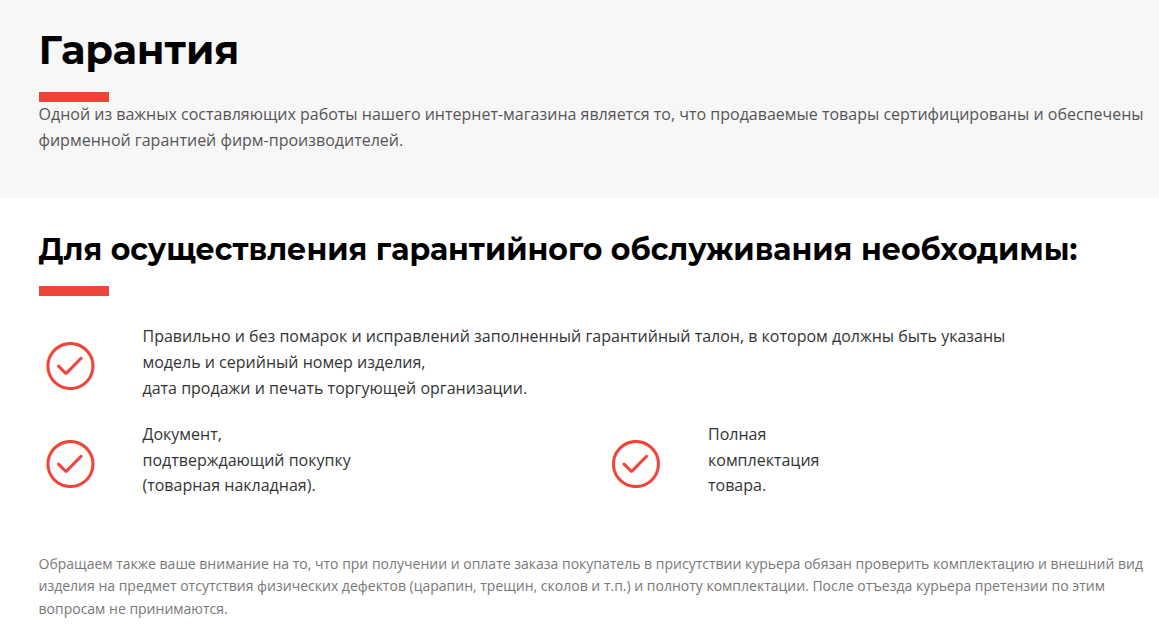 Гарантия
Одной из важных составляющих работы нашего интернет-магазина является то, что продаваемые товары сертифицированы и обеспечены
фирменной гарантией фирм-производителей.
Для осуществления гарантийного обслуживания необходимы:
Правильно и без помарок и исправлений заполненный гарантийный талон, в котором должны быть указаны
модель и серийный номер изделия,
дата продажи и печать торгующей организации.
Документ,
подтверждающий покупку
(товарная накладная).
Полная
комплектация
товара.
Обращаем также ваше внимание на то, что при получении и оплате заказа покупатель в присутствии курьера обязан проверить комплектацию и внешний вид
изделия на предмет отсутствия физических дефектов (царапин, трещин, сколов и т.п.) и полноту комплектации. После отъезда курьера претензии по этим
вопросам не принимаются.